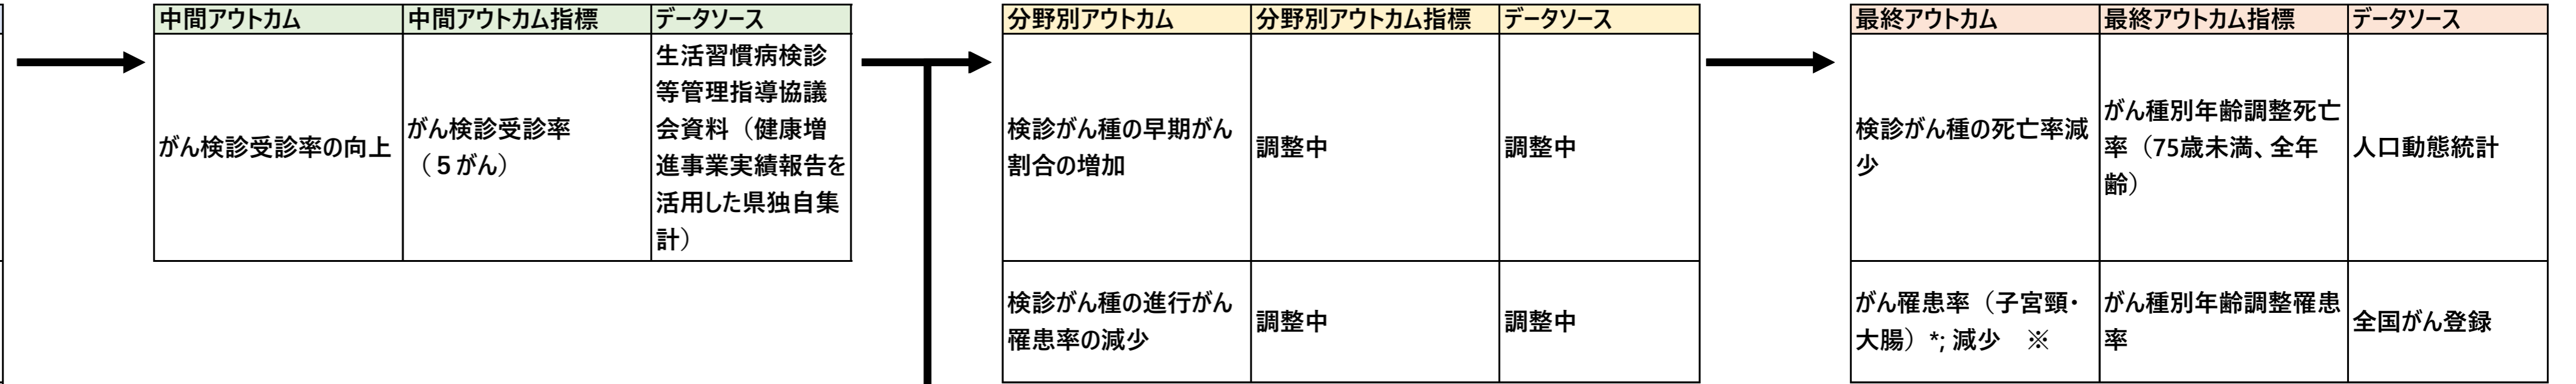 中間アウトカム
中間アウトカム指標
データソース
がん検診受診率の向上
がん検診受診率
（５がん）
生活習慣病検診
等管理指導協議
会資料（健康増
進事業実績報告を
活用した県独自集
計）
分野別アウトカム
分野別アウトカム指標
データソース
検診がん種の早期がん
割合の増加
調整中
調整中
検診がん種の進行がん
罹患率の減少
調整中
調整中
最終アウトカム
最終アウトカム指標
データソース
検診がん種の死亡率減
少
がん種別年齢調整死亡
率（75歳未満、全年
齢）
人口動態統計
がん罹患率（子宮頸・
大腸）*; 減少　※
がん種別年齢調整罹患
率
全国がん登録